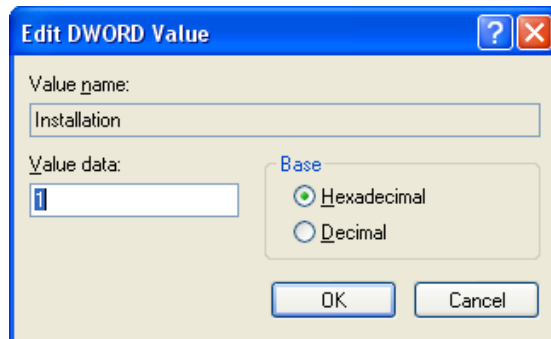 Edit DWORD Value
?
Value name:
Installation
Value data:
1
Base
Hexadecimal
Decimal
OK
Cancel